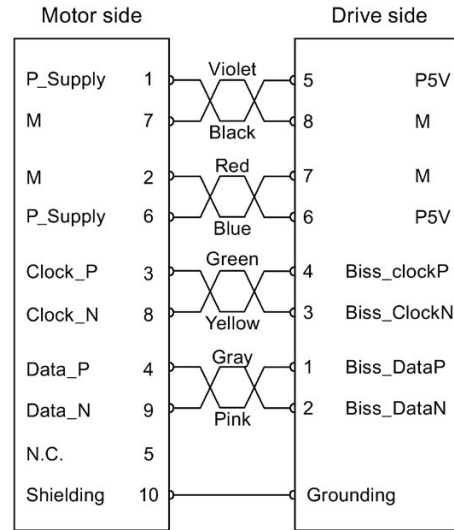 Motor side Drive side
P_Supply 1 Violet 5 P5V
M 7 Black 8 M
M 2 Red 7 M
P_Supply 6 Blue 6 P5V
Clock_P 3 Green 4 Biss_clockP
Clock_N 8 Yellow 3 Biss_ClockN
Data_P 4 Gray 1 Biss_DataP
Data_N 9 Pink 2 Biss_DataN
N.C. 5
Shielding 10 Grounding